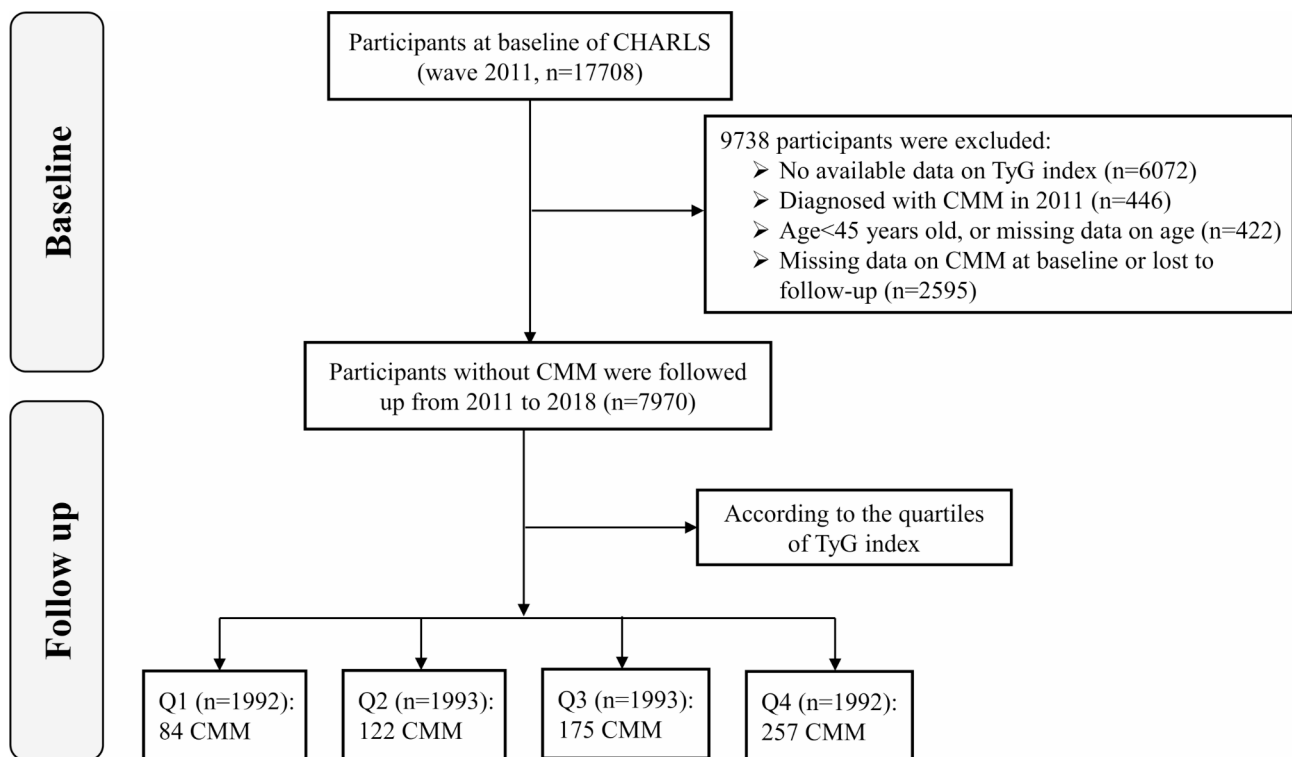 Baseline
Participants at baseline of CHARLS
(wave 2011, n=17708)
9738 participants were excluded:
➢ No available data on TyG index (n=6072)
➢ Diagnosed with CMM in 2011 (n=446)
➢ Age<45 years old, or missing data on age (n=422)
➢ Missing data on CMM at baseline or lost to
follow-up (n=2595)
Participants without CMM were followed
up from 2011 to 2018 (n=7970)
Follow up
According to the quartiles
of TyG index
Q1 (n=1992):
84 CMM
Q2 (n=1993):
122 CMM
Q3 (n=1993):
175 CMM
Q4 (n=1992):
257 CMM